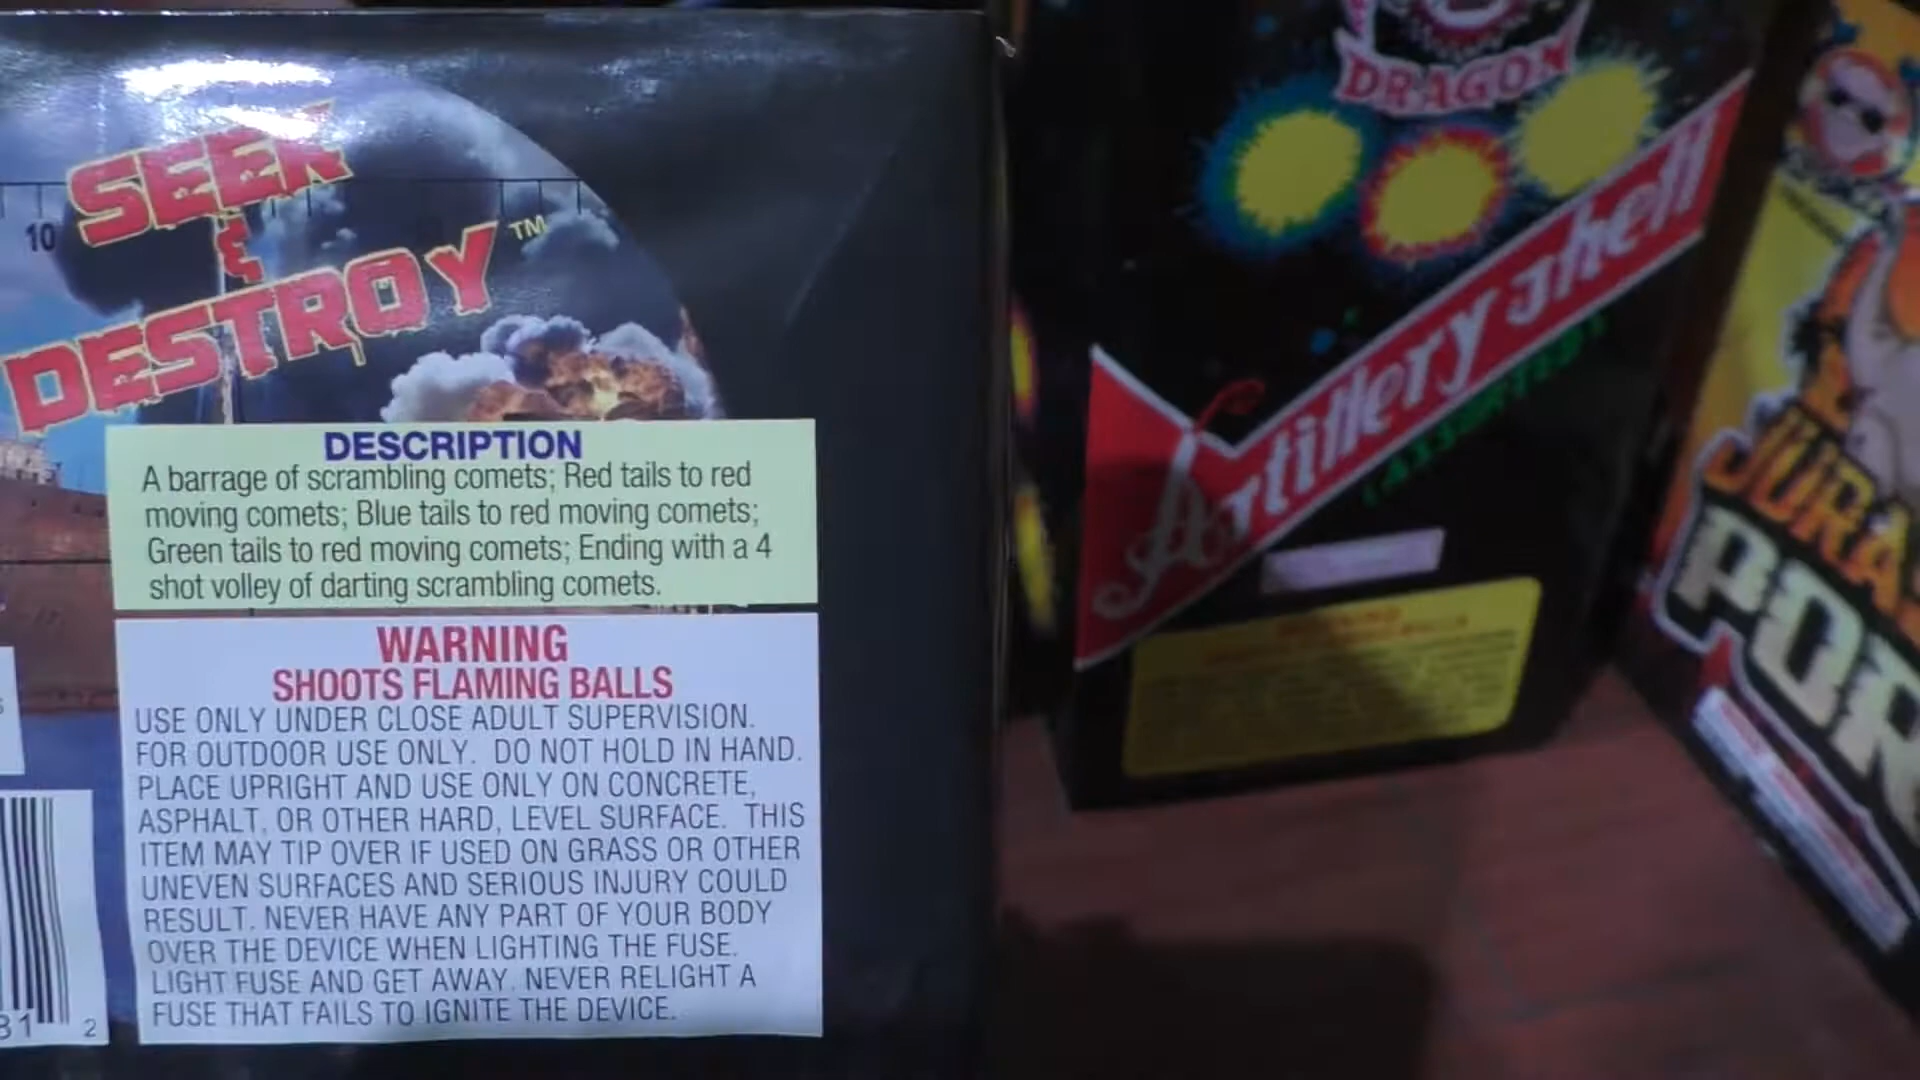 SEEK
&
DESTROY™
10
DESCRIPTION
A barrage of scrambling comets; Red tails to red
moving comets; Blue tails to red moving comets;
Green tails to red moving comets; Ending with a 4
shot volley of darting scrambling comets.
WARNING
SHOOTS FLAMING BALLS
USE ONLY UNDER CLOSE ADULT SUPERVISION.
FOR OUTDOOR USE ONLY. DO NOT HOLD IN HAND.
PLACE UPRIGHT AND USE ONLY ON CONCRETE,
ASPHALT, OR OTHER HARD, LEVEL SURFACE. THIS
ITEM MAY TIP OVER IF USED ON GRASS OR OTHER
UNEVEN SURFACES AND SERIOUS INJURY COULD
RESULT. NEVER HAVE ANY PART OF YOUR BODY
OVER THE DEVICE WHEN LIGHTING THE FUSE.
LIGHT FUSE AND GET AWAY. NEVER RELIGHT A
FUSE THAT FAILS TO IGNITE THE DEVICE.
31 2
DRAGON
Artillery Shell
(ASSORTED)
JURA
POR